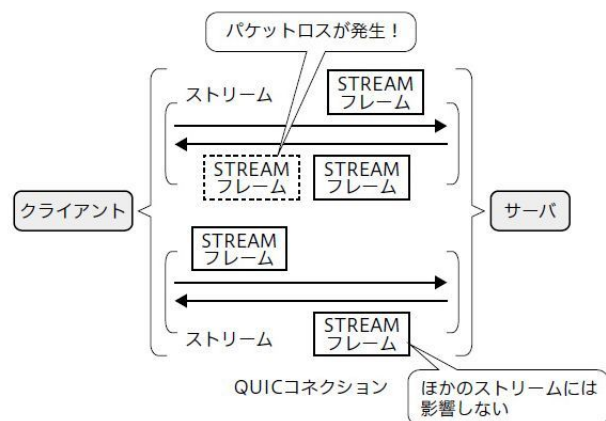 パケットロスが発生！
ストリーム
STREAM
フレーム
STREAM
フレーム
STREAM
フレーム
クライアント
サーバ
STREAM
フレーム
ストリーム
STREAM
フレーム
QUICコネクション
ほかのストリームには
影響しない